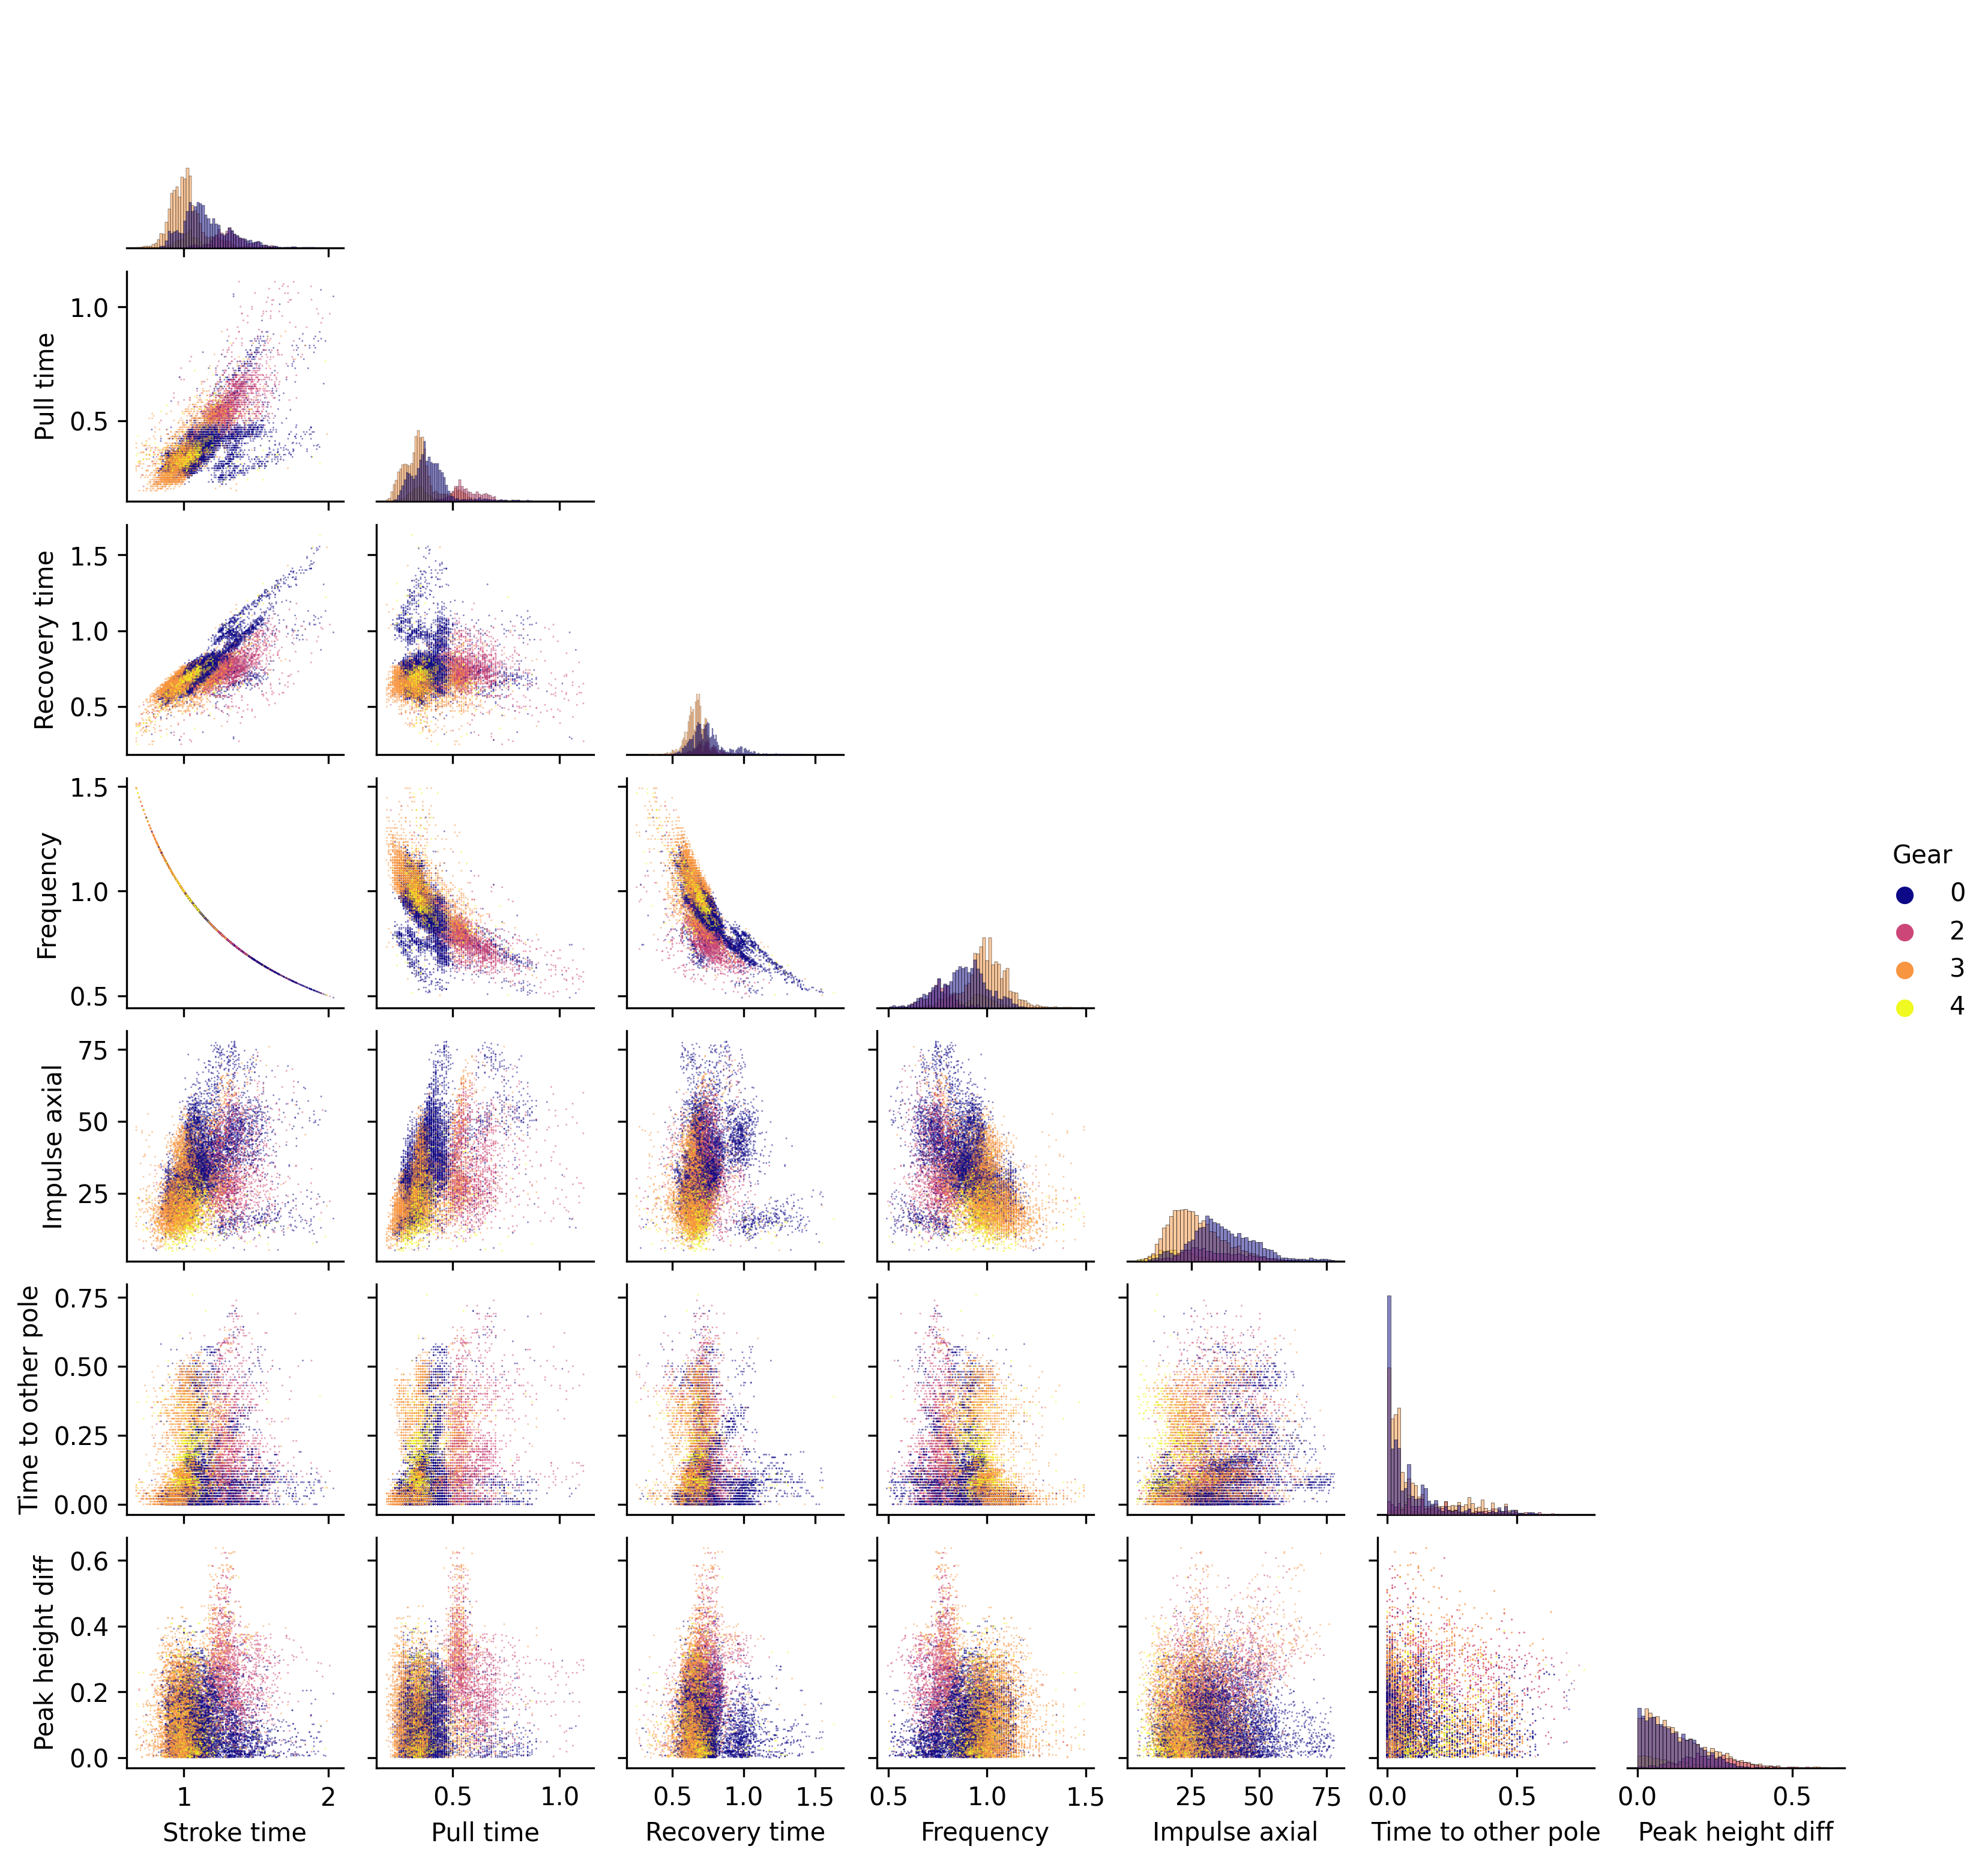 1.0
0.5
Pull time
1.5
1.0
0.5
Recovery time
1.5
1.0
0.5
Frequency
75
50
25
Impulse axial
0.75
0.50
0.25
0.00
Time to other pole
0.6
0.4
0.2
0.0
Peak height diff
1 2 0.5 1.0 0.5 1.0 1.5 0.5 1.0 1.5 25 50 75 0.0 0.5 0.0 0.5
Stroke time Pull time Recovery time Frequency Impulse axial Time to other pole Peak height diff
Gear
0
2
3
4